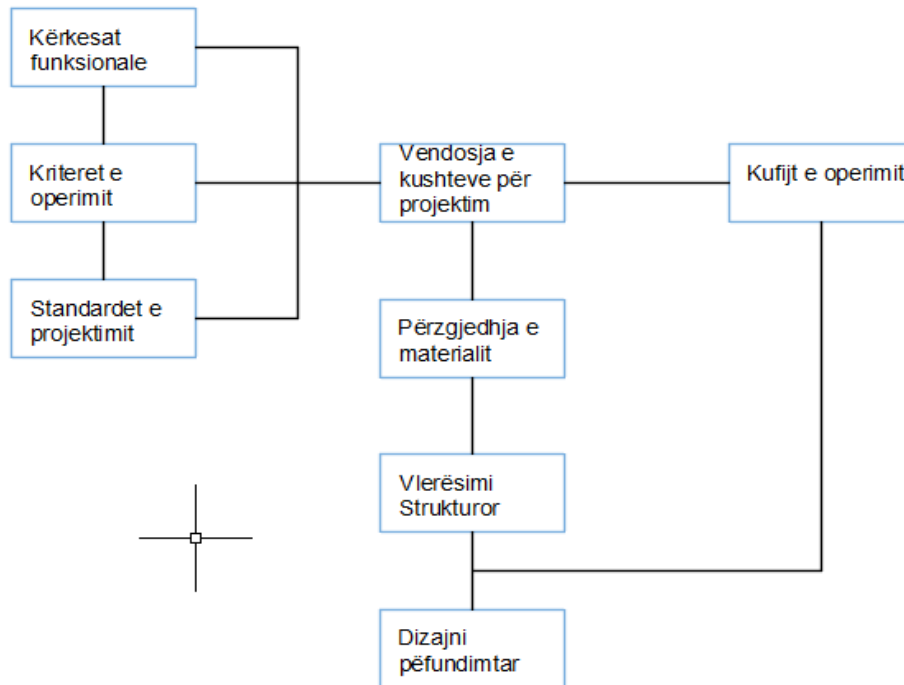 Kërkesat
funksionale
Kriteret e
operimit
Standardet e
projektimit
Vendosja e
kushteve për
projektim
Kufijt e operimit
Përzgjedhja e
materialit
Vlerësimi
Strukturor
Dizajni
pëfundimtar